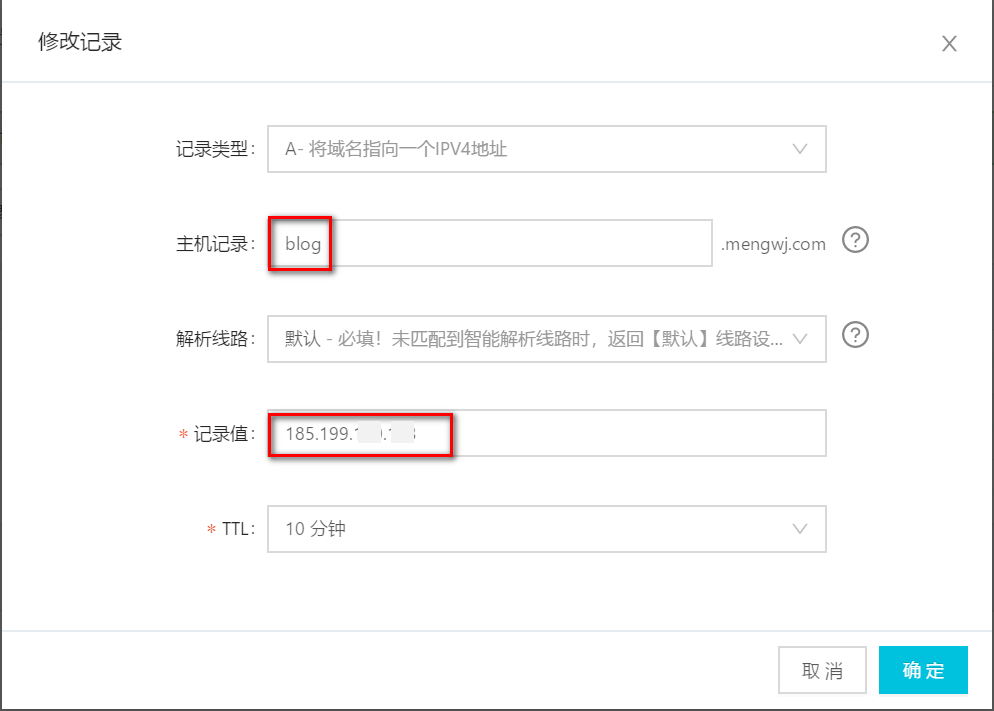 修改记录
记录类型:
A- 将域名指向一个IPV4地址
主机记录:
blog
.mengwj.com
解析线路:
默认 - 必填！未匹配到智能解析线路时，返回【默认】线路设...
* 记录值:
185.199.
* TTL:
10 分钟
取 消
确 定